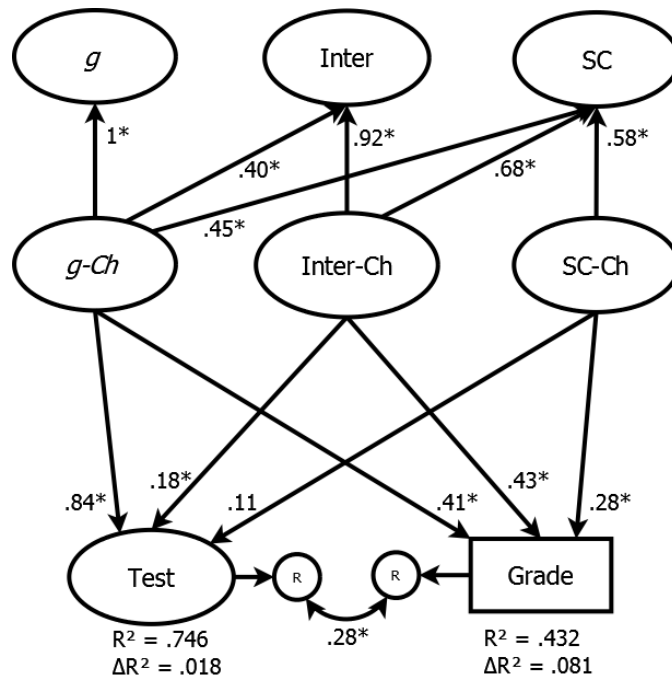 g
Inter
SC
1*
.40*
.92*
.68*
.58*
.45*
g-Ch
Inter-Ch
SC-Ch
.84*
.18*
.11
.41*
.43*
.28*
Test
R
R
Grade
.28*
R² = .746
ΔR² = .018
R² = .432
ΔR² = .081